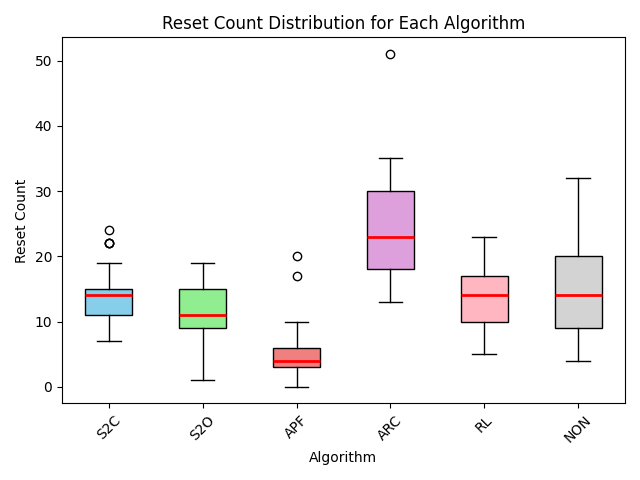 Reset Count Distribution for Each Algorithm
Reset Count
50
40
30
20
10
0
S2C
S2O
APF
ARC
RL
NON
Algorithm